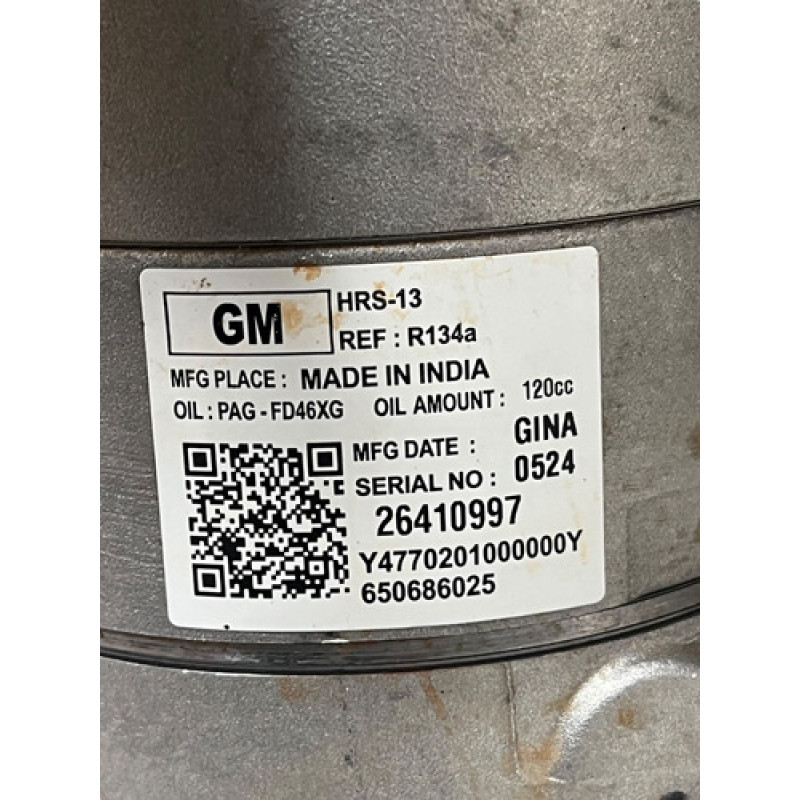 GM
HRS-13
REF : R134a
MFG PLACE : MADE IN INDIA
OIL : PAG - FD46XG OIL AMOUNT : 120cc
MFG DATE : GINA
SERIAL NO : 0524
26410997
Y4770201000000Y
650686025